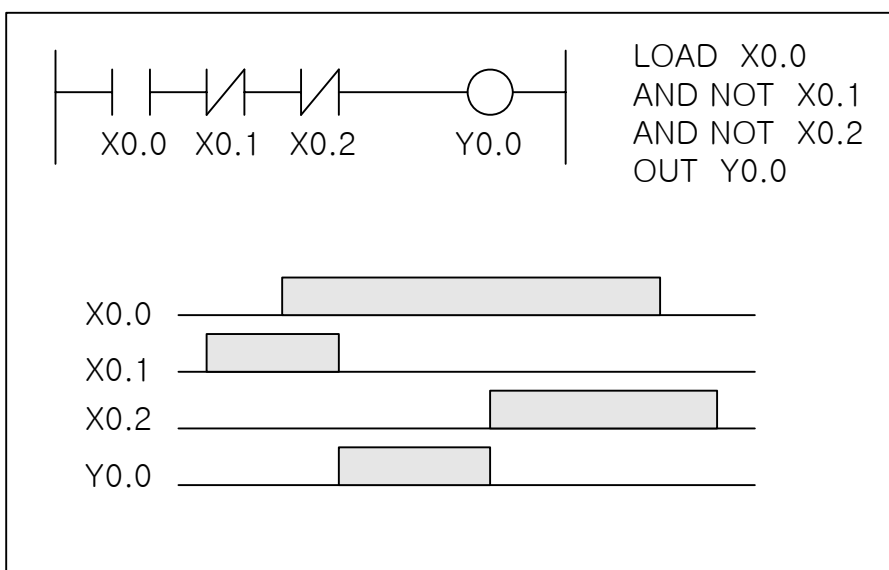 X0.0 X0.1 X0.2 Y0.0
LOAD X0.0
AND NOT X0.1
AND NOT X0.2
OUT Y0.0
X0.0
X0.1
X0.2
Y0.0